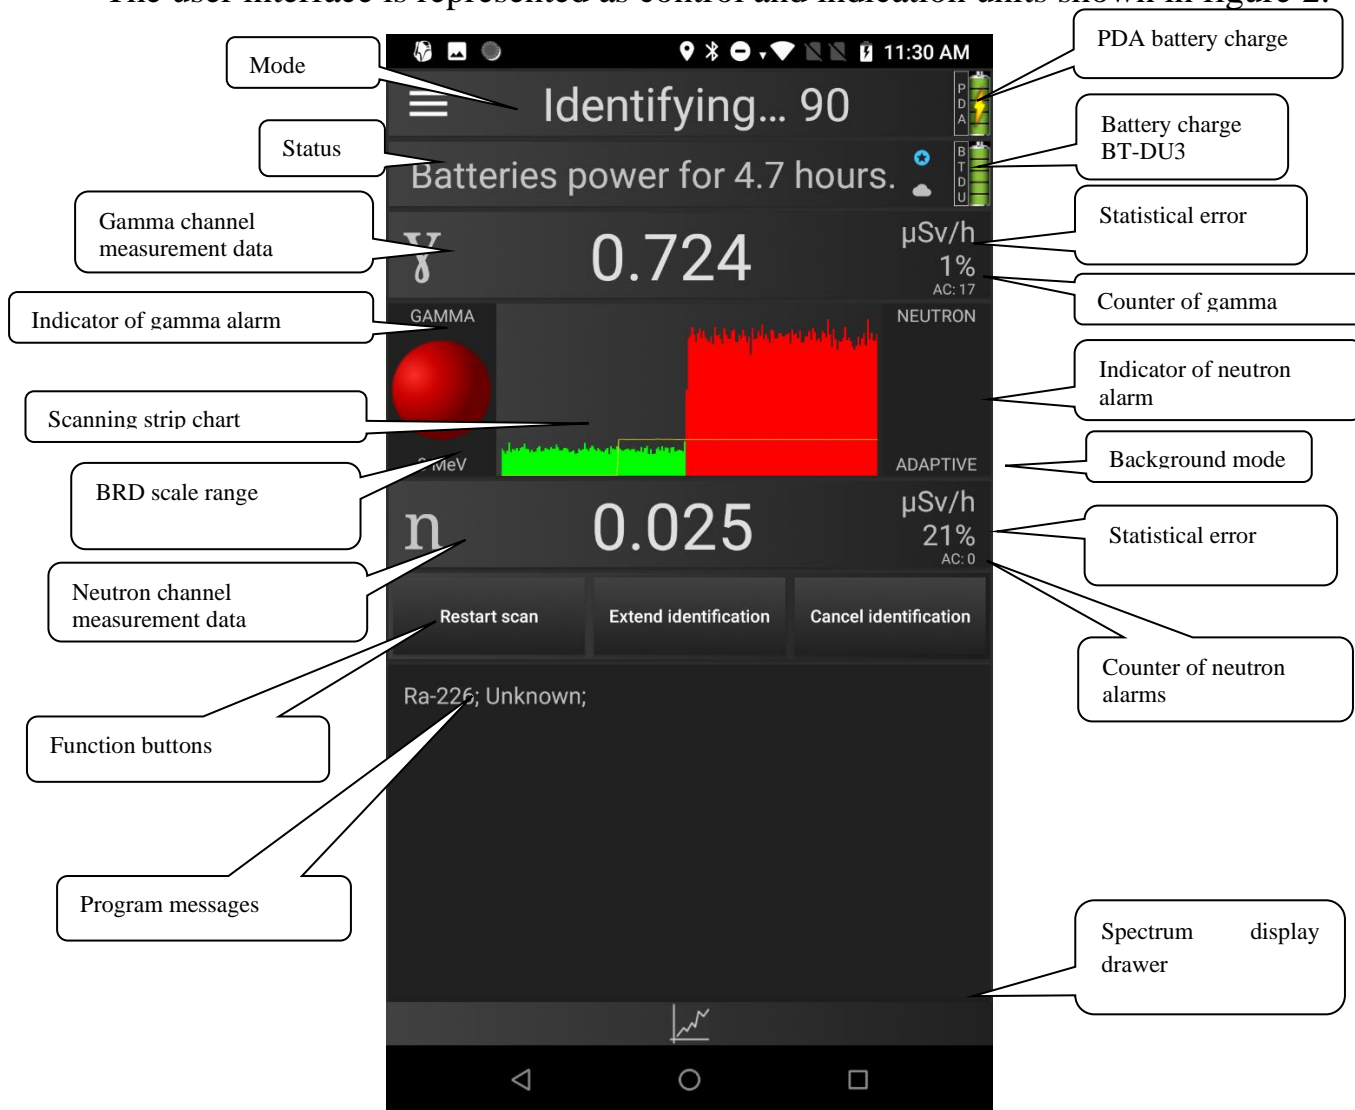 The user interface is represented as control and indication units shown in figure 2.
Mode
PDA battery charge
11:30 AM
Identifying... 90
PDA
Status
Battery charge
BT-DU3
Batteries power for 4.7 hours.
BTDU
Gamma channel
measurement data
Statistical error
γ
0.724
µSv/h
1%
AC: 17
Counter of gamma
Indicator of gamma alarm
GAMMA
NEUTRON
Indicator of neutron
alarm
Scanning strip chart
MeV
ADAPTIVE
Background mode
BRD scale range
n
0.025
µSv/h
21%
AC: 0
Statistical error
Neutron channel
measurement data
Restart scan
Extend identification
Cancel identification
Counter of neutron
alarms
Ra-226; Unknown;
Function buttons
Program messages
Spectrum display
drawer